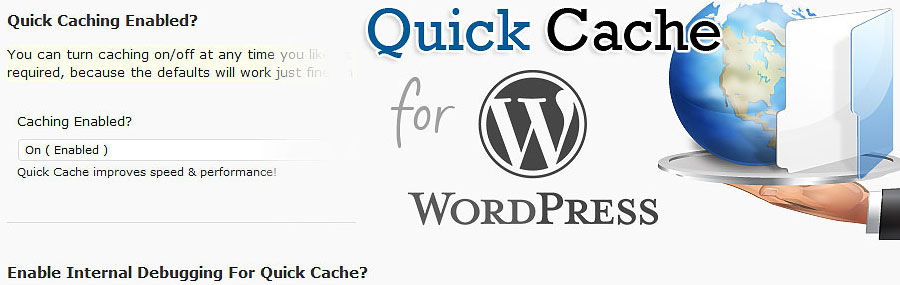 Quick Caching Enabled?
You can turn caching on/off at any time you
required, because the defaults will work just
Caching Enabled?
On ( Enabled )
Quick Cache improves speed & performance!
Enable Internal Debugging For Quick Cache?
Quick Cache
for
W
WORDPRESS